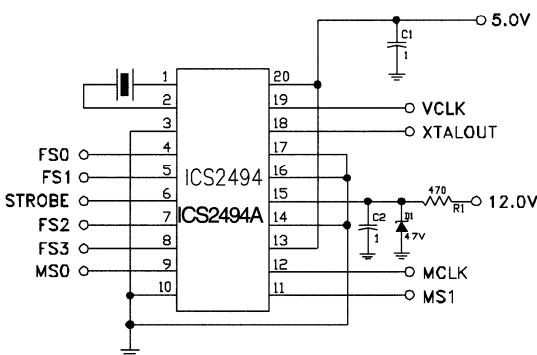 5.0V
C1
1
1 20
2 19 VCLK
3 18 XTALOUT
FS0 4 17
FS1 5 ICS2494 16
STROBE 6 15 470 R1 12.0V
ICS2494A
FS2 7 14 C2 1 D1 4.7V
FS3 8 13
MS0 9 12 MCLK
10 11 MS1